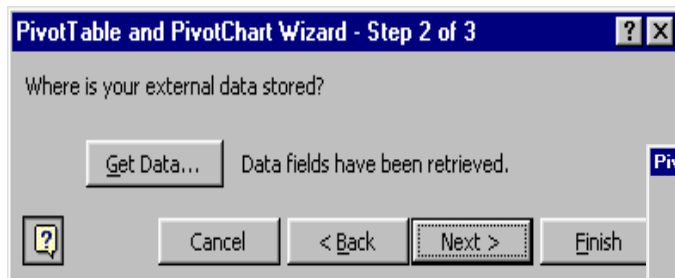 PivotTable and PivotChart Wizard - Step 2 of 3 ? X
Where is your external data stored?
Get Data... Data fields have been retrieved.
Piv
? Cancel < Back Next > Finish